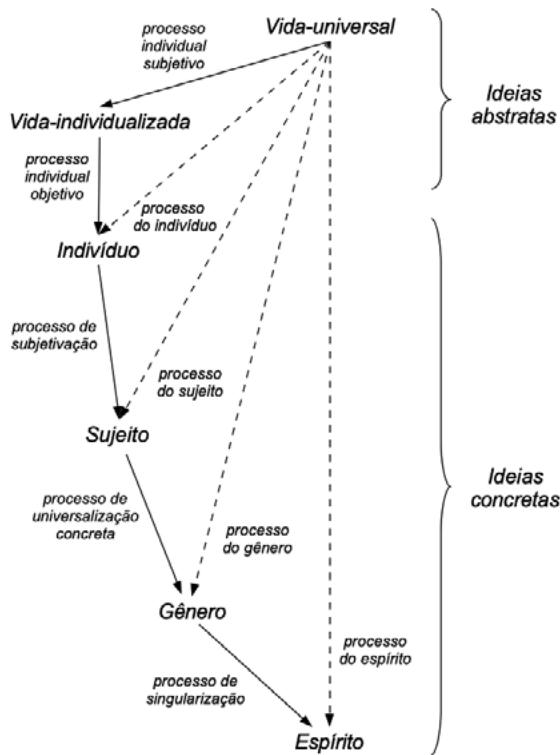 Vida-universal
processo
individual
subjetivo
Ideias
abstratas
Vida-individualizada
processo
individual
objetivo
processo
do indivíduo
Indivíduo
processo de
subjetivação
processo
do sujeito
Sujeito
Ideias
concretas
processo de
universalização
concreta
processo
do gênero
Gênero
processo
do espírito
processo de
singularização
Espírito